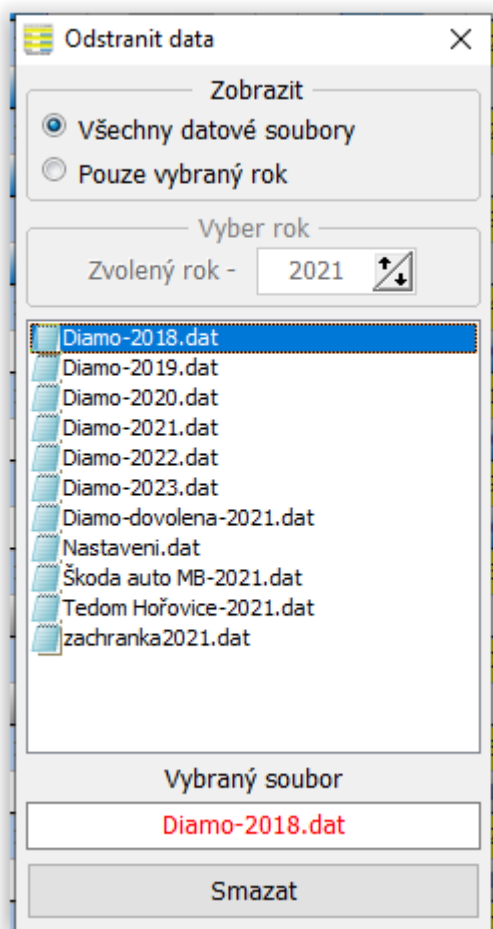 Odstranit data
Zobrazit
Všechny datové soubory
Pouze vybraný rok
Vyber rok
Zvolený rok - 2021
Diamo-2018.dat
Diamo-2019.dat
Diamo-2020.dat
Diamo-2021.dat
Diamo-2022.dat
Diamo-2023.dat
Diamo-dovolena-2021.dat
Nastaveni.dat
Škoda auto MB-2021.dat
Tedom Hořovice-2021.dat
zachranka2021.dat
Vybraný soubor
Diamo-2018.dat
Smazat